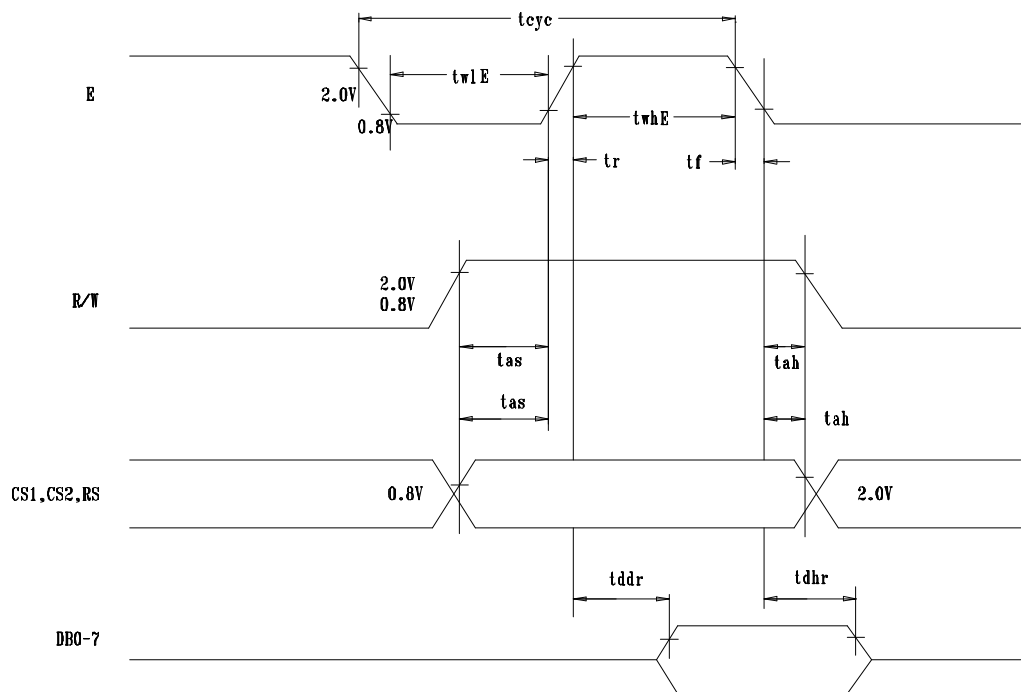 tcyc
twlE
E
2.0V
0.8V
twhE
tr
tf
R/W
2.0V
0.8V
tas
tah
tas
tah
CS1,CS2,RS
0.8V
2.0V
tddr
tdhr
DB0-7